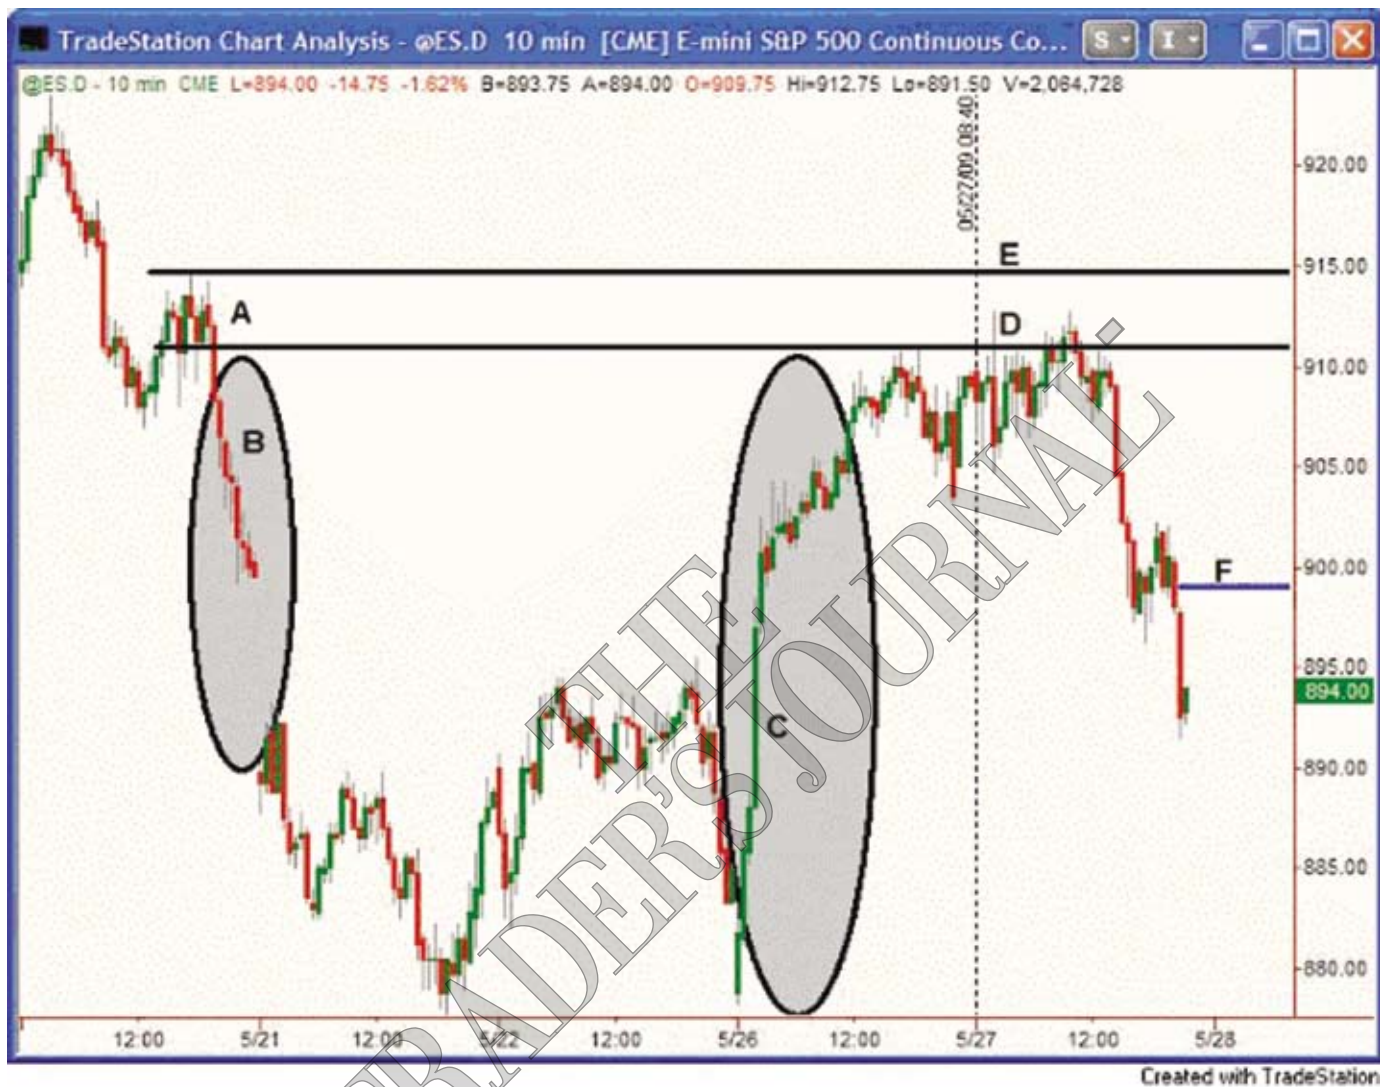 TradeStation Chart Analysis - @ES.D 10 min [CME] E-mini S&P 500 Continuous Co...
S
I
@ES.D - 10 min CME L=894.00 -14.75 -1.62% B=893.75 A=894.00 O=909.75 Hi=912.75 Lo=891.50 V=2,064,728
05/27/09 08:40
920.00
915.00
910.00
905.00
900.00
895.00
894.00
890.00
885.00
880.00
E
A
D
B
F
C
THE
TRADER'S JOURNAL.
12:00 5/21 12:00 5/22 12:00 5/26 12:00 5/27 12:00 5/28
Created with TradeStation